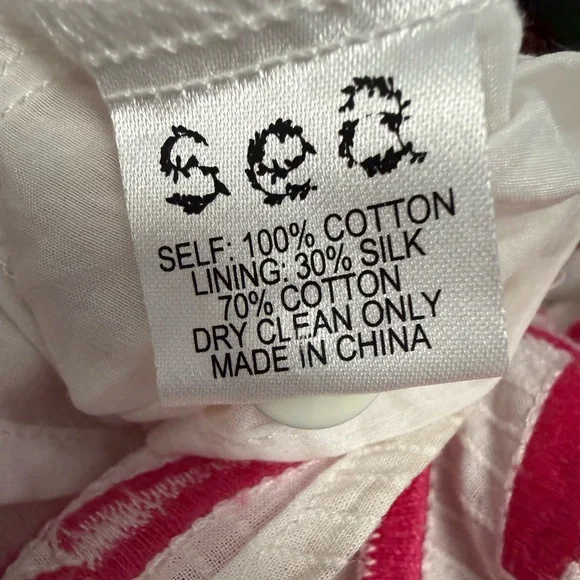 sea
SELF: 100% COTTON
LINING: 30% SILK
70% COTTON
DRY CLEAN ONLY
MADE IN CHINA